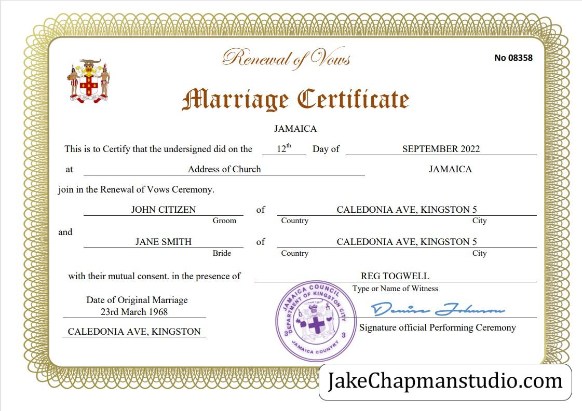 Renewal of Vows
No 08358
Marriage Certificate
JAMAICA
This is to Certify that the undersigned did on the 12th Day of SEPTEMBER 2022
at Address of Church JAMAICA
join in the Renewal of Vows Ceremony.
JOHN CITIZEN of CALEDONIA AVE, KINGSTON 5
Groom Country City
and
JANE SMITH of CALEDONIA AVE, KINGSTON 5
Bride Country City
with their mutual consent. in the presence of REG TOGWELL
Type or Name of Witness
Date of Original Marriage
23rd March 1968
Denise Johnson
Signature official Performing Ceremony
CALEDONIA AVE, KINGSTON
JAMAICA COUNCIL
DEPARTMENT OF KINGSTON CITY
JAMAICA COUNTRY
9
JakeChapmanstudio.com